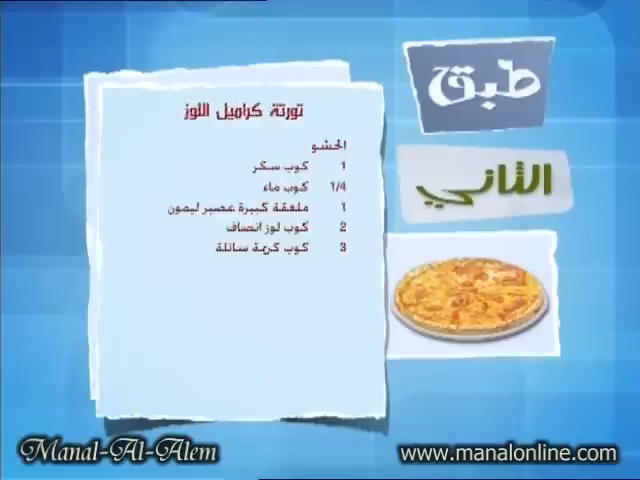 طبق
الثاني
تورتة كراميل اللوز
الحشو
1 كوب سكر
1/4 كوب ماء
1 ملعقة كبيرة عصير ليمون
2 كوب لوز انصاف
3 كوب كريمة سائلة
Manal-Al-Alem
www.manalonline.com